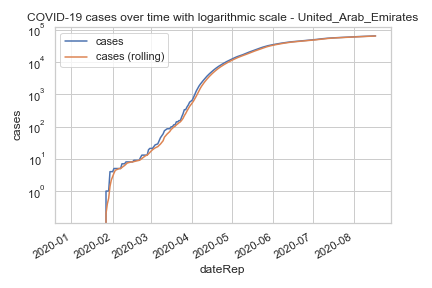 COVID-19 cases over time with logarithmic scale - United_Arab_Emirates
cases
cases (rolling)
10^5
10^4
10^3
10^2
10^1
10^0
cases
2020-01
2020-02
2020-03
2020-04
2020-05
2020-06
2020-07
2020-08
dateRep